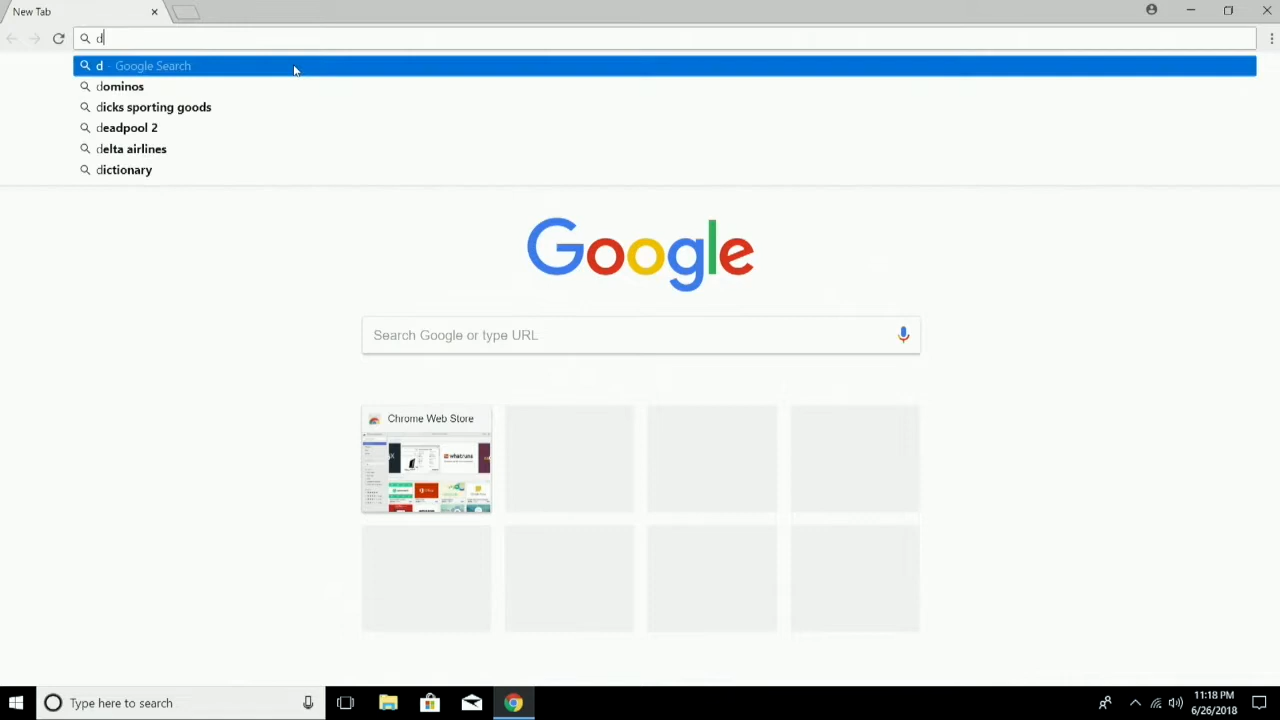 New Tab
d
d - Google Search
dominos
dicks sporting goods
deadpool 2
delta airlines
dictionary
Google
Search Google or type URL
Chrome Web Store
whatruns
Type here to search
11:18 PM
6/26/2018